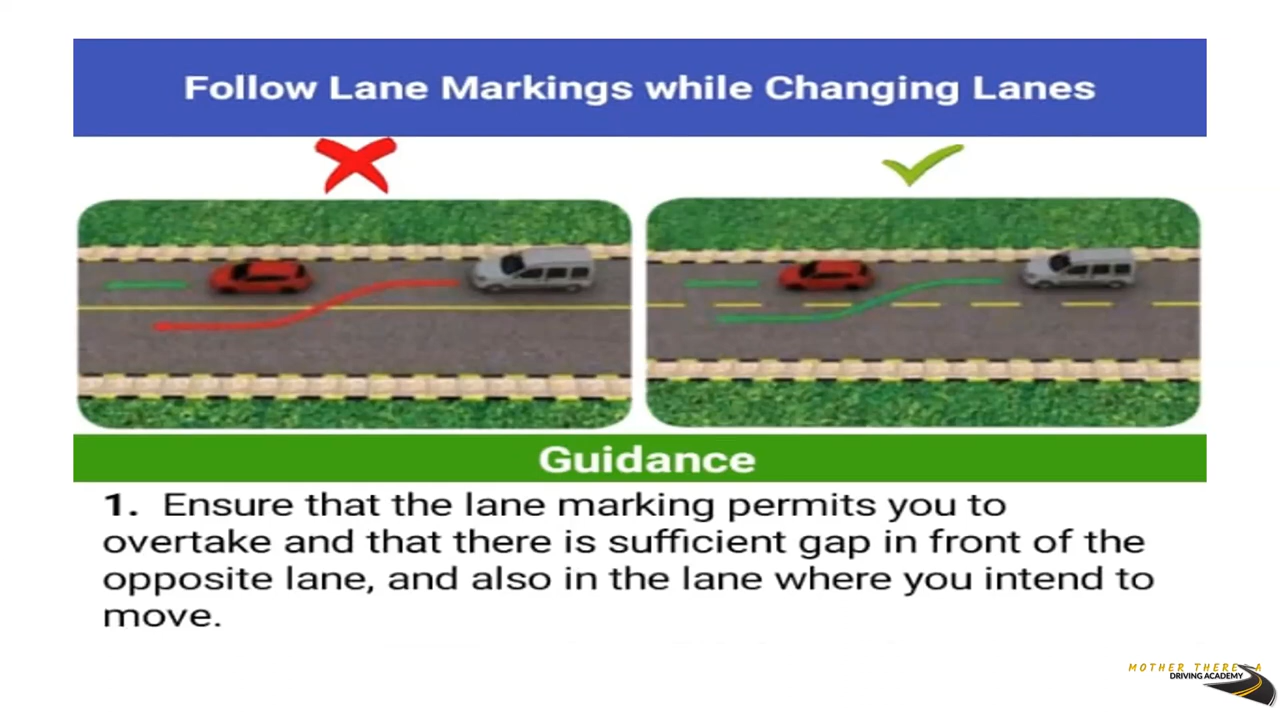 Follow Lane Markings while Changing Lanes
Guidance
1. Ensure that the lane marking permits you to
overtake and that there is sufficient gap in front of the
opposite lane, and also in the lane where you intend to
move.
MOTHER
DRIVING ACADEMY